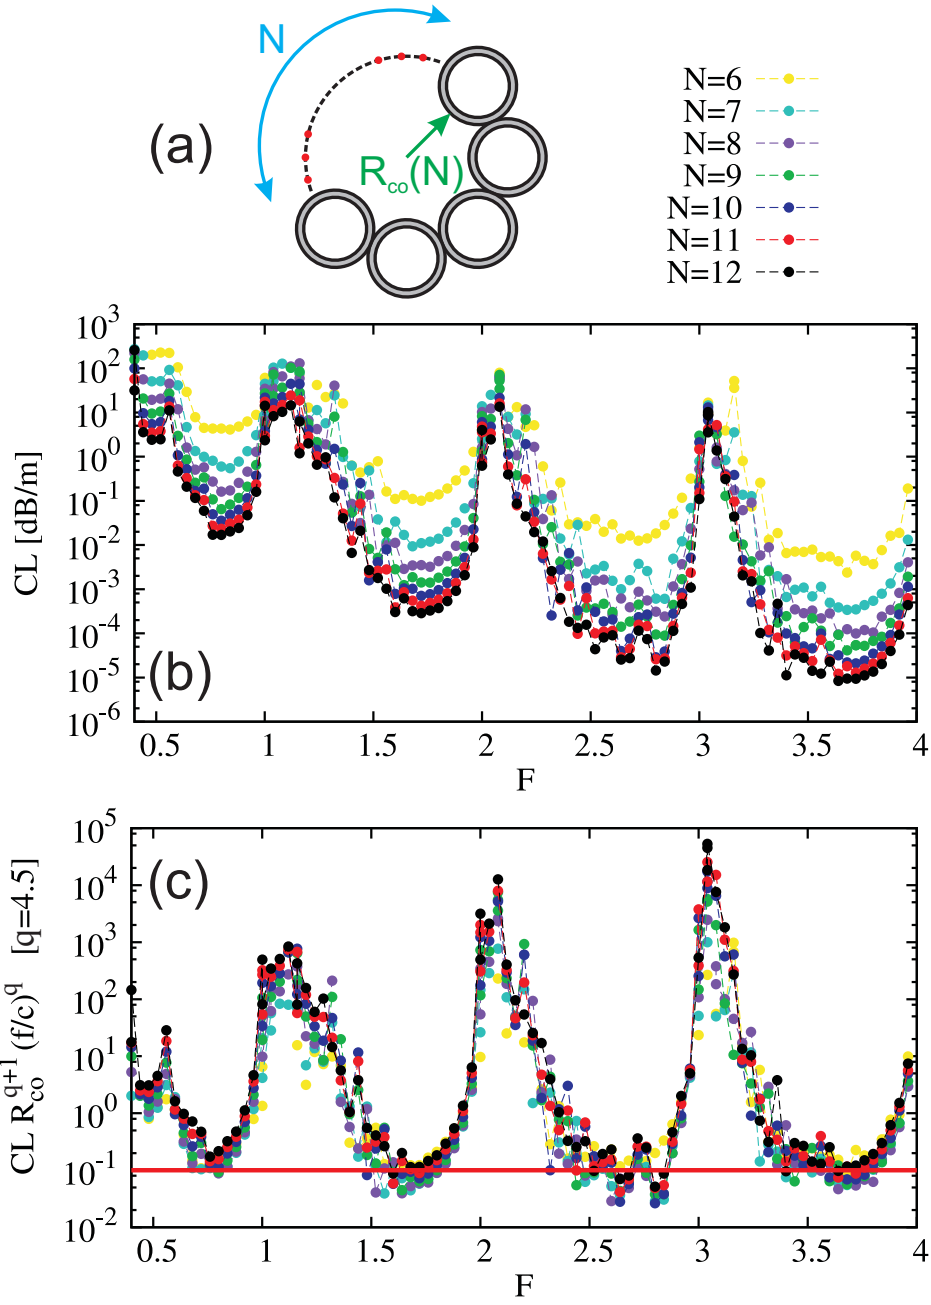 N
(a)
R_co(N)
N=6
N=7
N=8
N=9
N=10
N=11
N=12
10^3
10^2
10^1
10^0
10^-1
10^-2
10^-3
10^-4
10^-5
10^-6
CL [dB/m]
(b)
0.5 1 1.5 2 2.5 3 3.5 4
F
10^5
10^4
10^3
10^2
10^1
10^0
10^-1
10^-2
CL R_co^q+1 (f/c)^q [q=4.5]
(c)
0.5 1 1.5 2 2.5 3 3.5 4
F